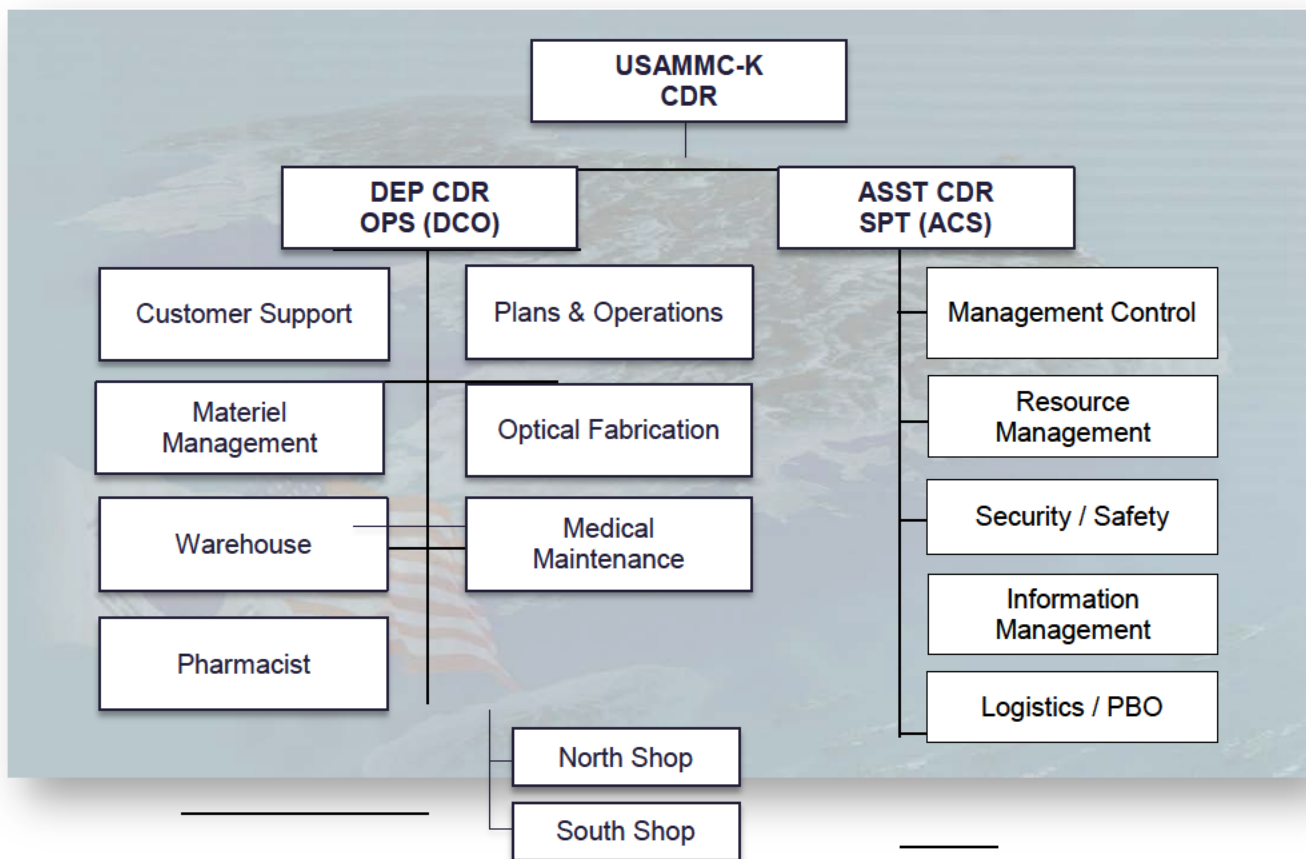 USAMMC-K
CDR
DEP CDR
OPS (DCO)
ASST CDR
SPT (ACS)
Customer Support
Plans & Operations
Management Control
Materiel
Management
Optical Fabrication
Resource
Management
Warehouse
Medical
Maintenance
Security / Safety
Pharmacist
Information
Management
Logistics / PBO
North Shop
South Shop